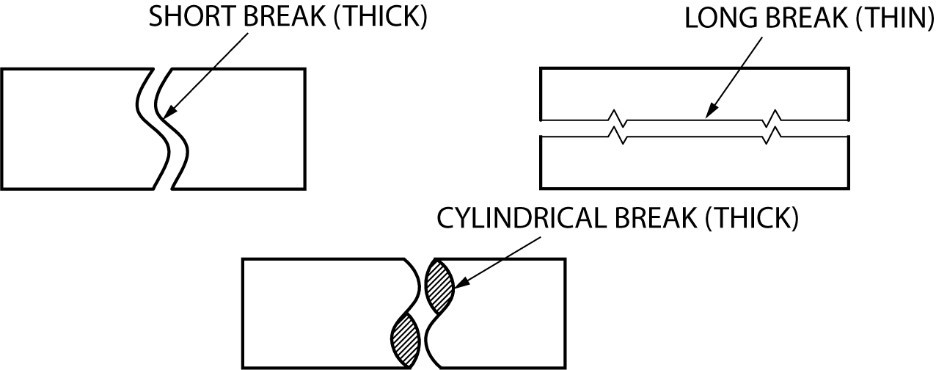 SHORT BREAK (THICK)
LONG BREAK (THIN)
CYLINDRICAL BREAK (THICK)